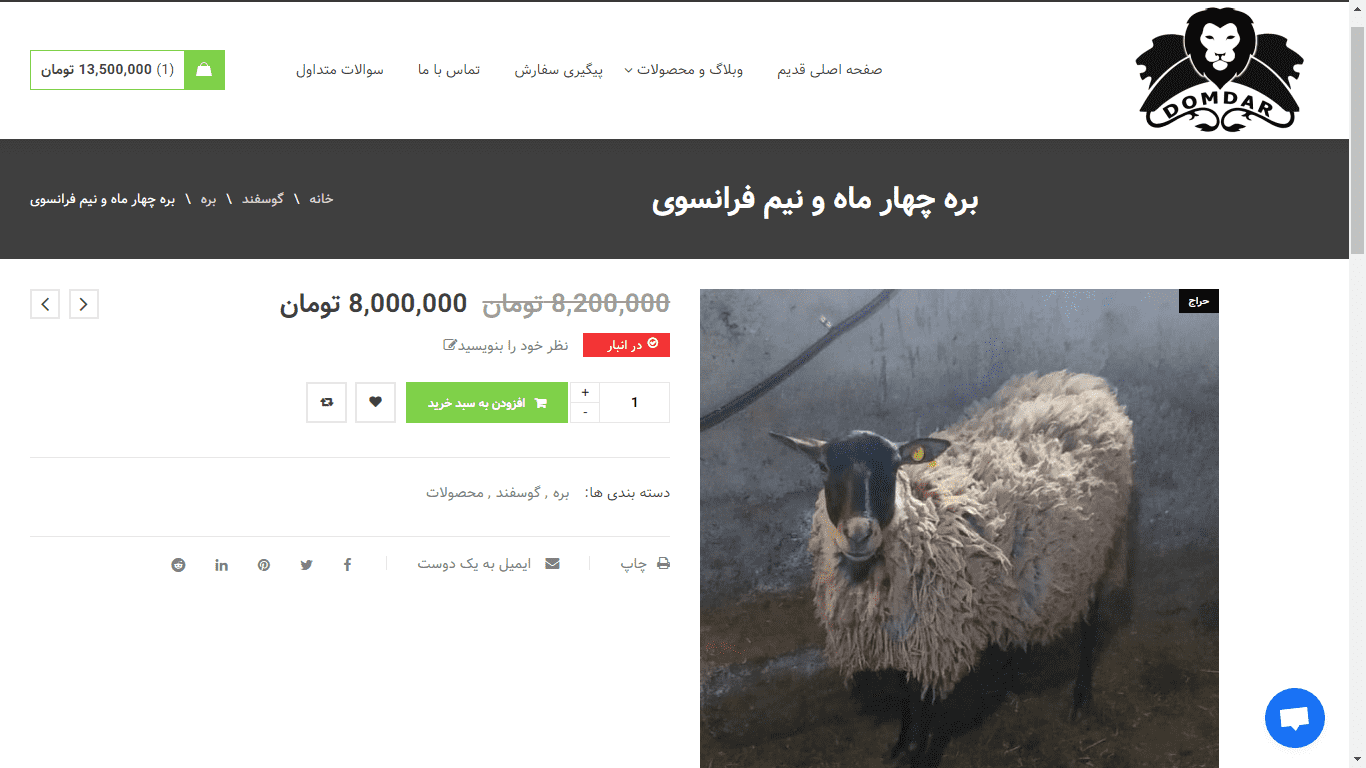 DOMDAR
صفحه اصلی قدیم
وبلاگ و محصولات
پیگیری سفارش
تماس با ما
سوالات متداول
(1) 13,500,000 تومان
بره چهار ماه و نیم فرانسوی
خانه \ گوسفند \ بره \ بره چهار ماه و نیم فرانسوی
حراج
8,200,000 تومان 8,000,000 تومان
در انبار
نظر خود را بنویسید
1
+
-
افزودن به سبد خرید
دسته بندی ها: بره , گوسفند , محصولات
چاپ
ایمیل به یک دوست